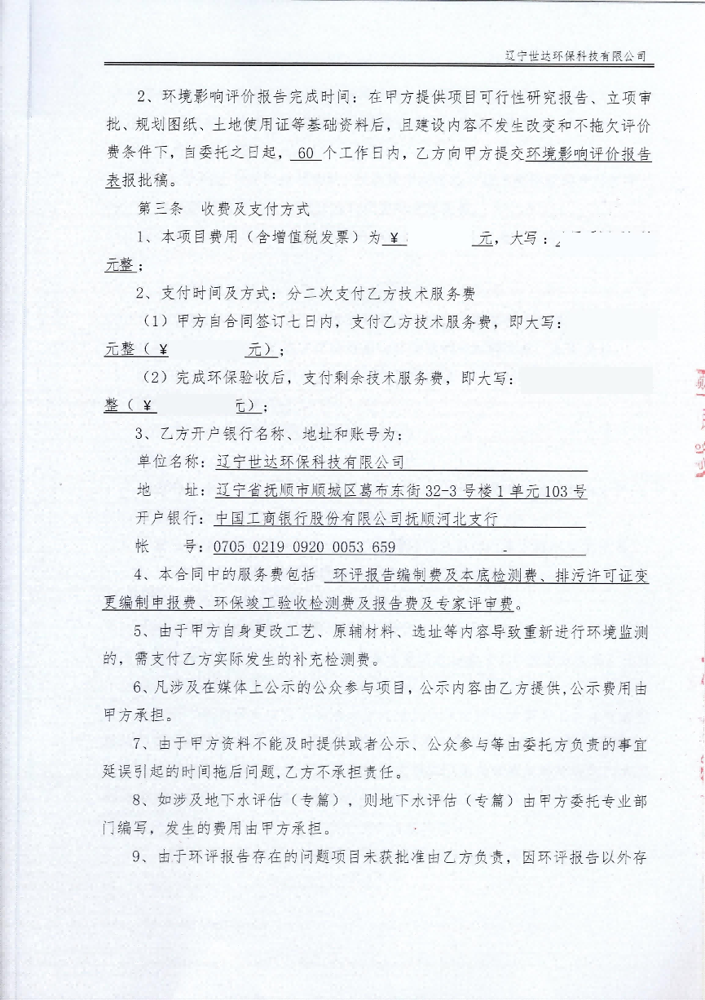 辽宁世达环保科技有限公司
2、环境影响评价报告完成时间：在甲方提供项目可行性研究报告、立项审
批、规划图纸、土地使用证等基础资料后，且建设内容不发生改变和不拖欠评价
费条件下，自委托之日起， 60 个工作日内，乙方向甲方提交环境影响评价报告
表报批稿。
第三条 收费及支付方式
1、本项目费用（含增值税发票）为 ¥ 元，大写：
元整；
2、支付时间及方式：分二次支付乙方技术服务费
（1）甲方自合同签订七日内，支付乙方技术服务费，即大写：
元整（ ¥ 元）；
（2）完成环保验收后，支付剩余技术服务费，即大写：
整（ ¥ 元）；
3、乙方开户银行名称、地址和账号为：
单位名称：辽宁世达环保科技有限公司
地 址：辽宁省抚顺市顺城区葛布东街 32-3 号楼 1 单元 103 号
开户银行：中国工商银行股份有限公司抚顺河北支行
帐 号：0705 0219 0920 0053 659
4、本合同中的服务费包括 环评报告编制费及本底检测费、排污许可证变
更编制申报费、环保竣工验收检测费及报告费及专家评审费。
5、由于甲方自身更改工艺、原辅材料、选址等内容导致重新进行环境监测
的，需支付乙方实际发生的补充检测费。
6、凡涉及在媒体上公示的公众参与项目，公示内容由乙方提供，公示费用由
甲方承担。
7、由于甲方资料不能及时提供或者公示、公众参与等由委托方负责的事宜
延误引起的时间拖后问题，乙方不承担责任。
8、如涉及地下水评估（专篇），则地下水评估（专篇）由甲方委托专业部
门编写，发生的费用由甲方承担。
9、由于环评报告存在的问题项目未获批准由乙方负责，因环评报告以外存